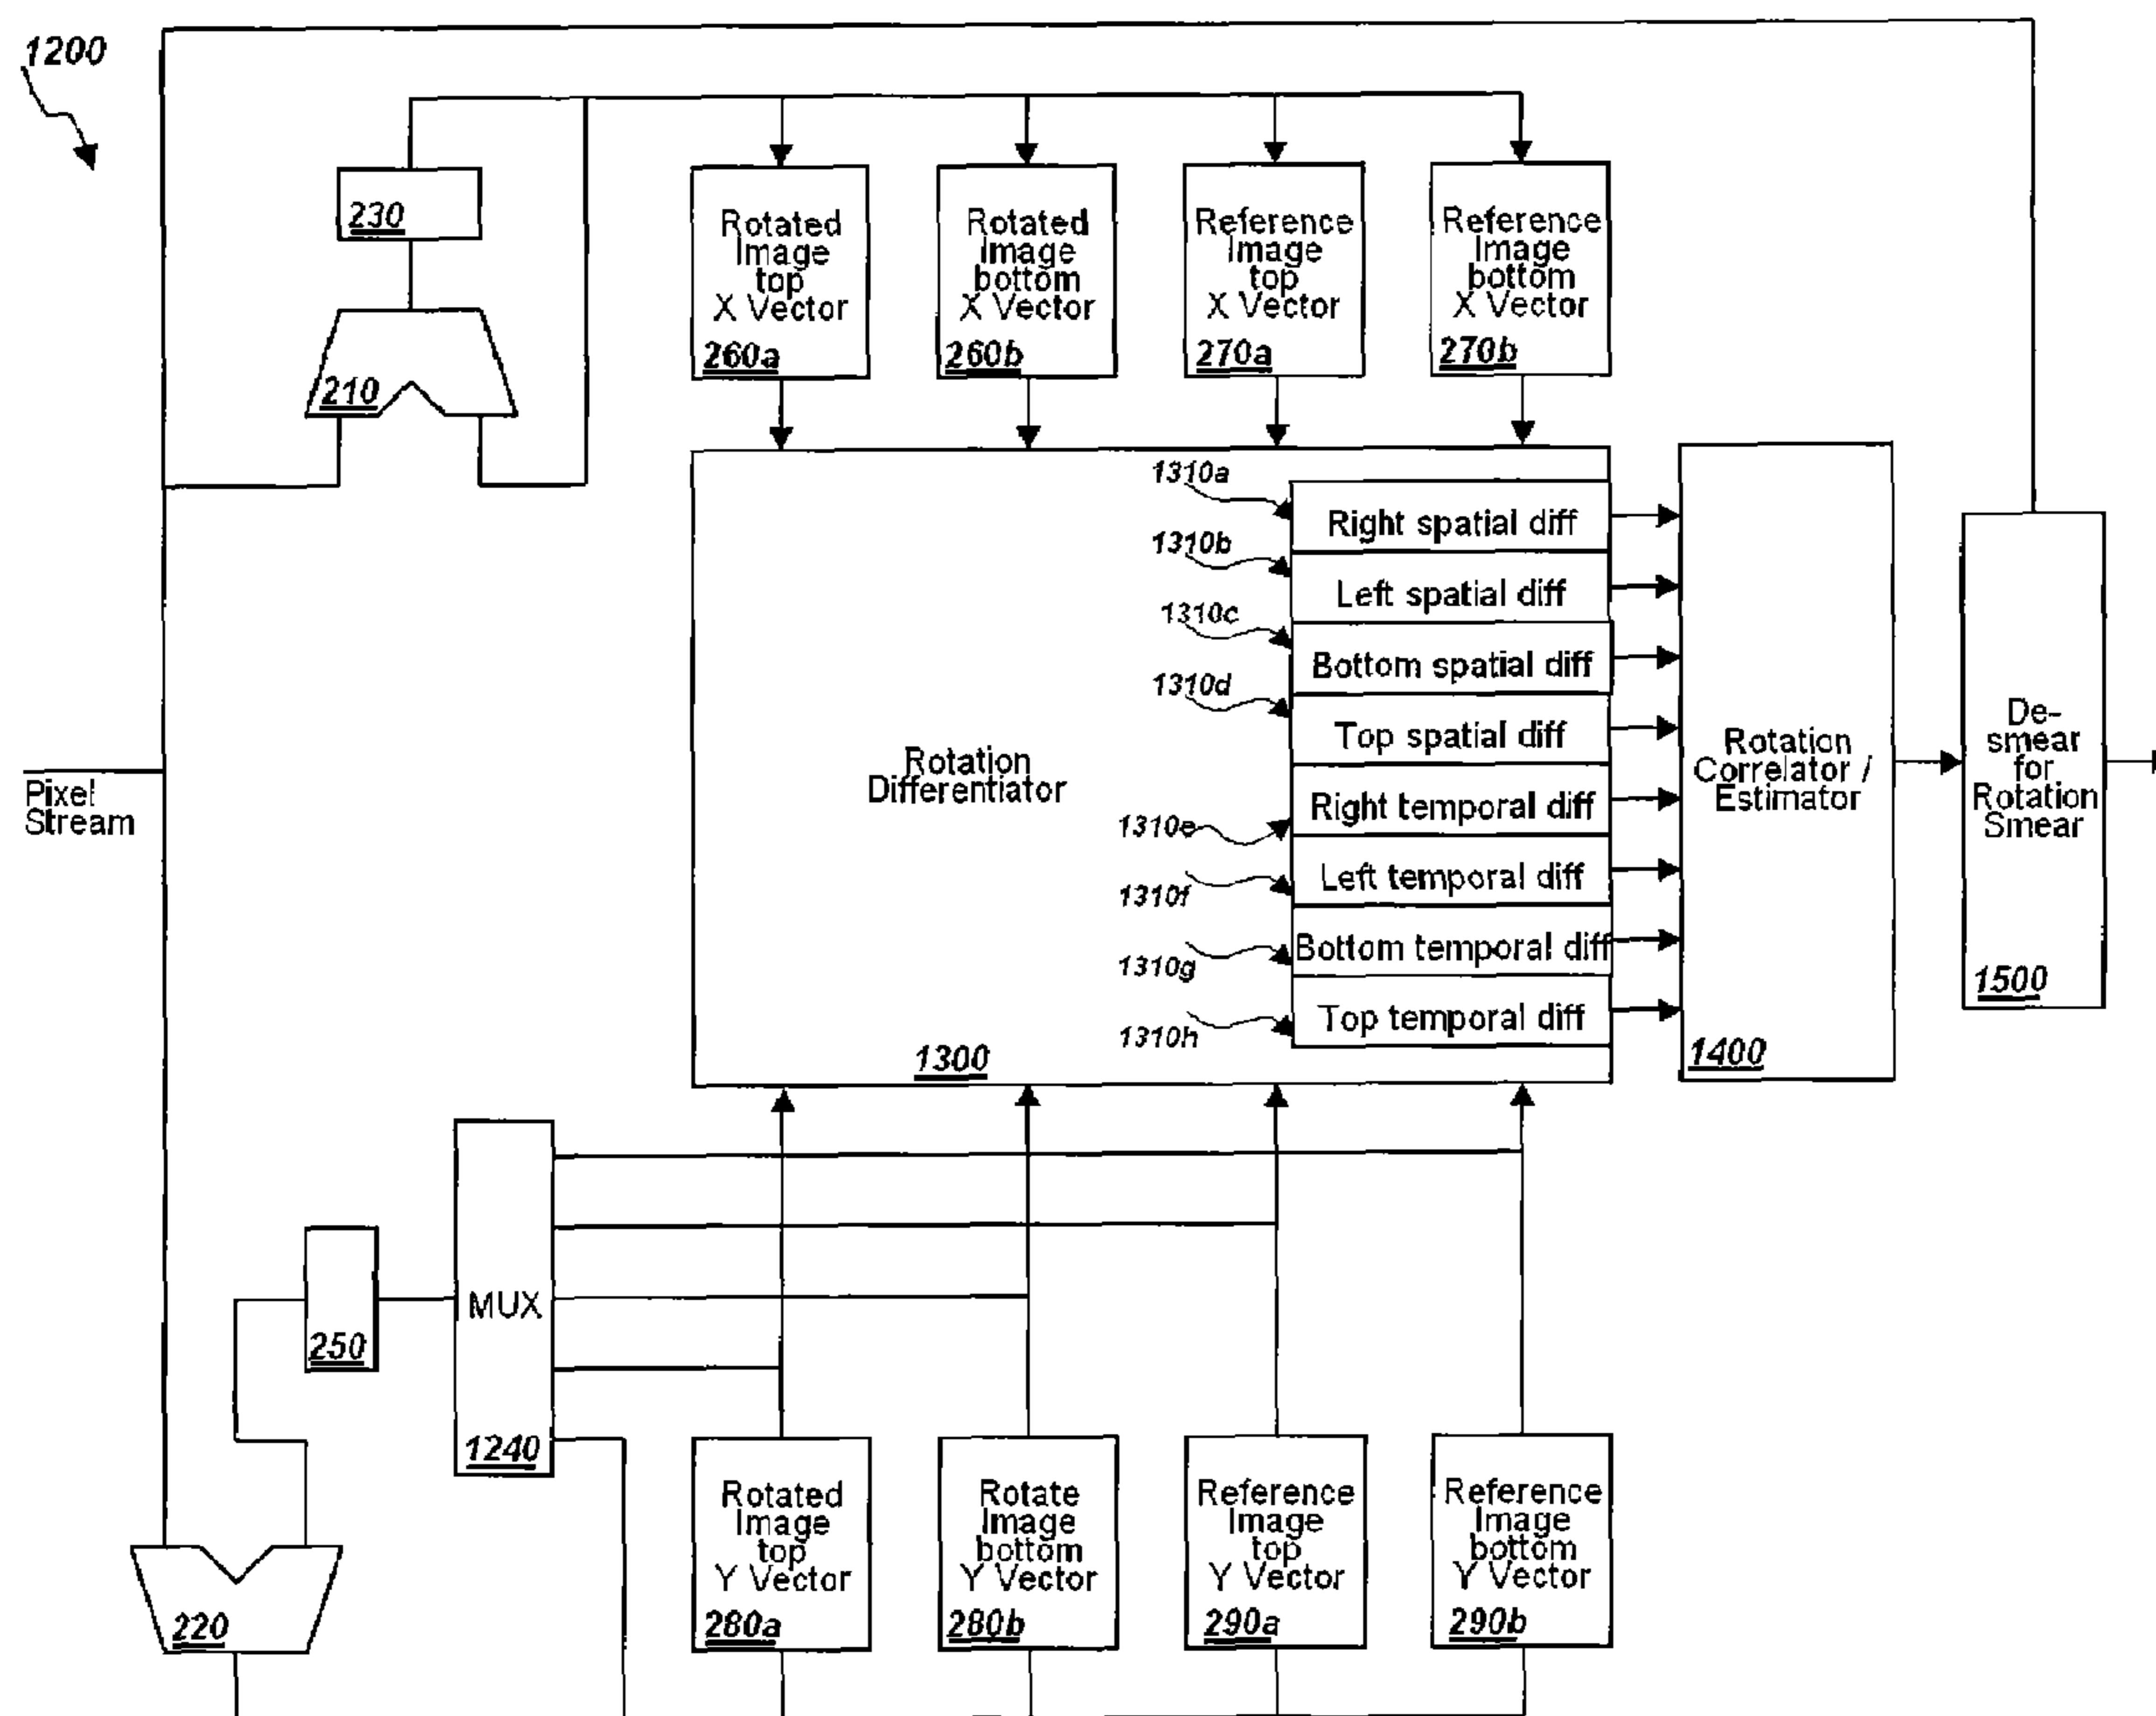 1200
230
210
Rotated
Image
top
X Vector
260a
Rotated
Image
bottom
X Vector
260b
Reference
Image
top
X Vector
270a
Reference
Image
bottom
X Vector
270b
Pixel
Stream
Rotation
Differentiator
1300
1310a
Right spatial diff
1310b
Left spatial diff
1310c
Bottom spatial diff
1310d
Top spatial diff
1310e
Right temporal diff
1310f
Left temporal diff
1310g
Bottom temporal diff
1310h
Top temporal diff
Rotation
Correlator /
Estimator
1400
De-
smear
for
Rotation
Smear
1500
250
MUX
1240
220
Rotated
Image
top
Y Vector
280a
Rotate
Image
bottom
Y Vector
280b
Reference
Image
top
Y Vector
290a
Reference
Image
bottom
Y Vector
290b